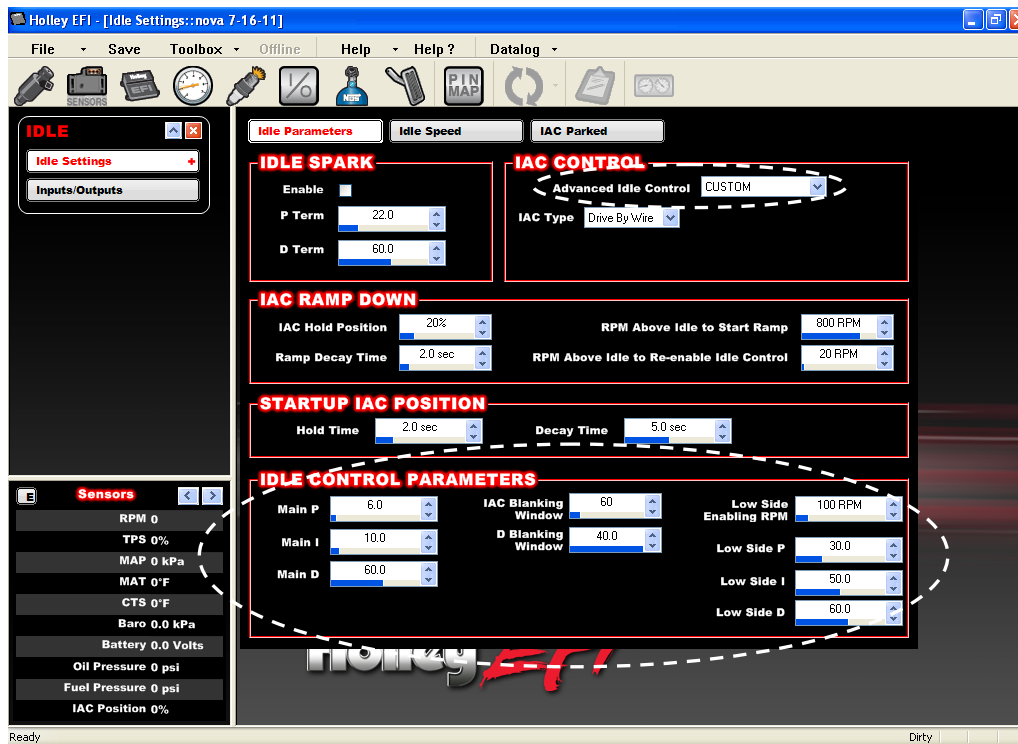 Holley EFI - [Idle Settings::nova 7-16-11]
File Save Toolbox Offline Help Help ? Datalog
SENSORS EFI I/O NOS PIN MAP
IDLE
Idle Settings +
Inputs/Outputs
Idle Parameters Idle Speed IAC Parked
IDLE SPARK
Enable
P Term 22.0
D Term 60.0
IAC CONTROL
Advanced Idle Control CUSTOM
IAC Type Drive By Wire
IAC RAMP DOWN
IAC Hold Position 20% RPM Above Idle to Start Ramp 800 RPM
Ramp Decay Time 2.0 sec RPM Above Idle to Re-enable Idle Control 20 RPM
STARTUP IAC POSITION
Hold Time 2.0 sec Decay Time 5.0 sec
IDLE CONTROL PARAMETERS
Main P 6.0
Main I 10.0
Main D 60.0
IAC Blanking
Window 60
D Blanking
Window 40.0
Low Side
Enabling RPM 100 RPM
Low Side P 30.0
Low Side I 50.0
Low Side D 60.0
E Sensors < >
RPM 0
TPS 0%
MAP 0 kPa
MAT 0°F
CTS 0°F
Baro 0.0 kPa
Battery 0.0 Volts
Oil Pressure 0 psi
Fuel Pressure 0 psi
IAC Position 0%
Holley EFI
Ready Dirty